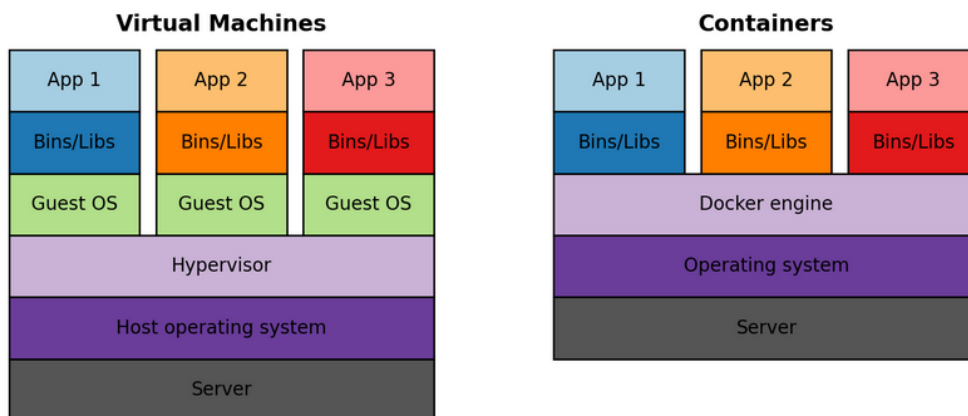 Virtual Machines
App 1
App 2
App 3
Bins/Libs
Bins/Libs
Bins/Libs
Guest OS
Guest OS
Guest OS
Hypervisor
Host operating system
Server
Containers
App 1
App 2
App 3
Bins/Libs
Bins/Libs
Bins/Libs
Docker engine
Operating system
Server